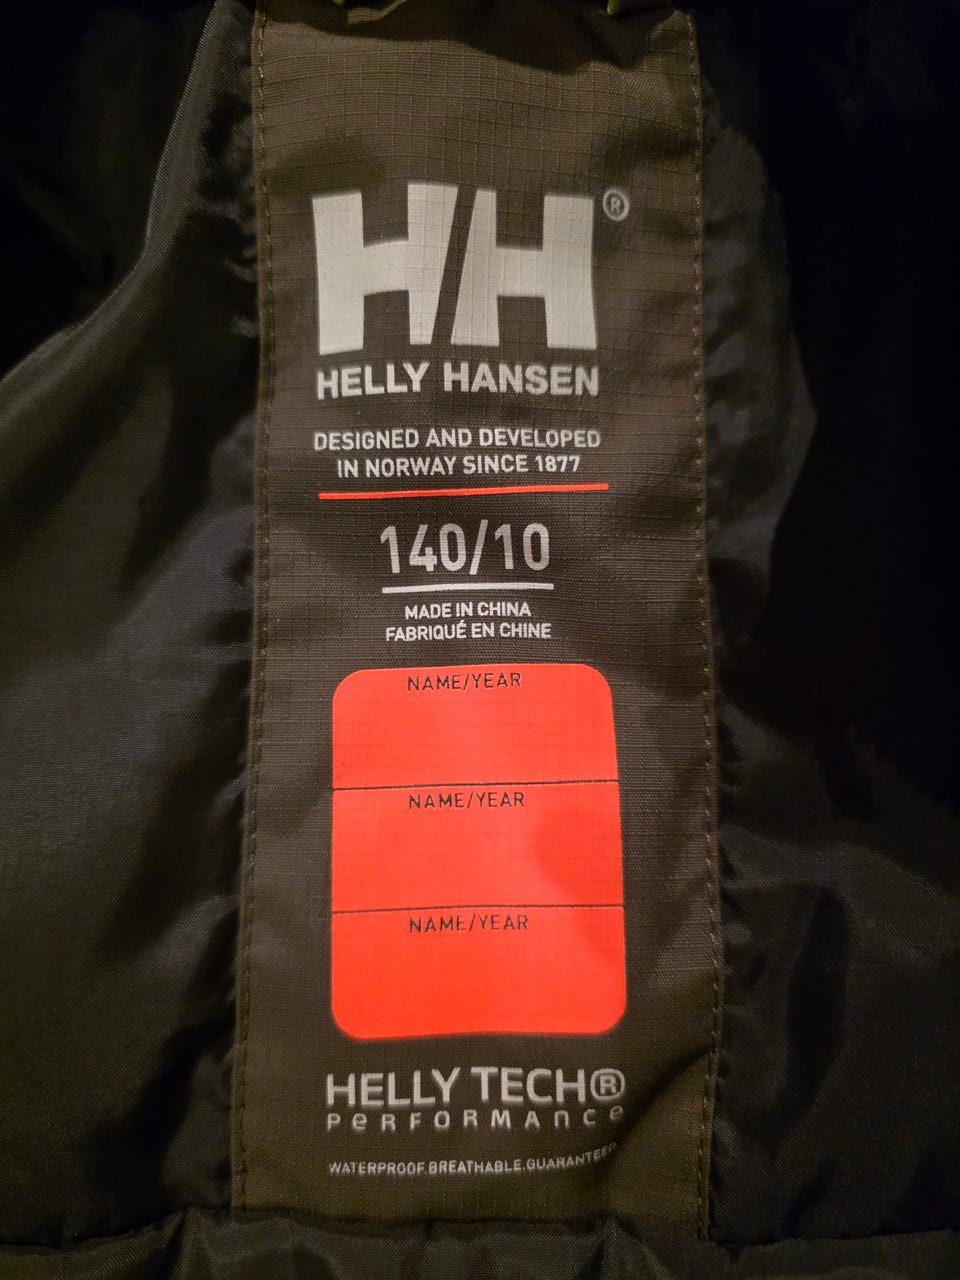 HH®
HELLY HANSEN
DESIGNED AND DEVELOPED
IN NORWAY SINCE 1877
140/10
MADE IN CHINA
FABRIQUÉ EN CHINE
NAME/YEAR
NAME/YEAR
NAME/YEAR
HELLY TECH®
PeRFORMANCe
WATERPROOF.BREATHABLE.GUARANTEED